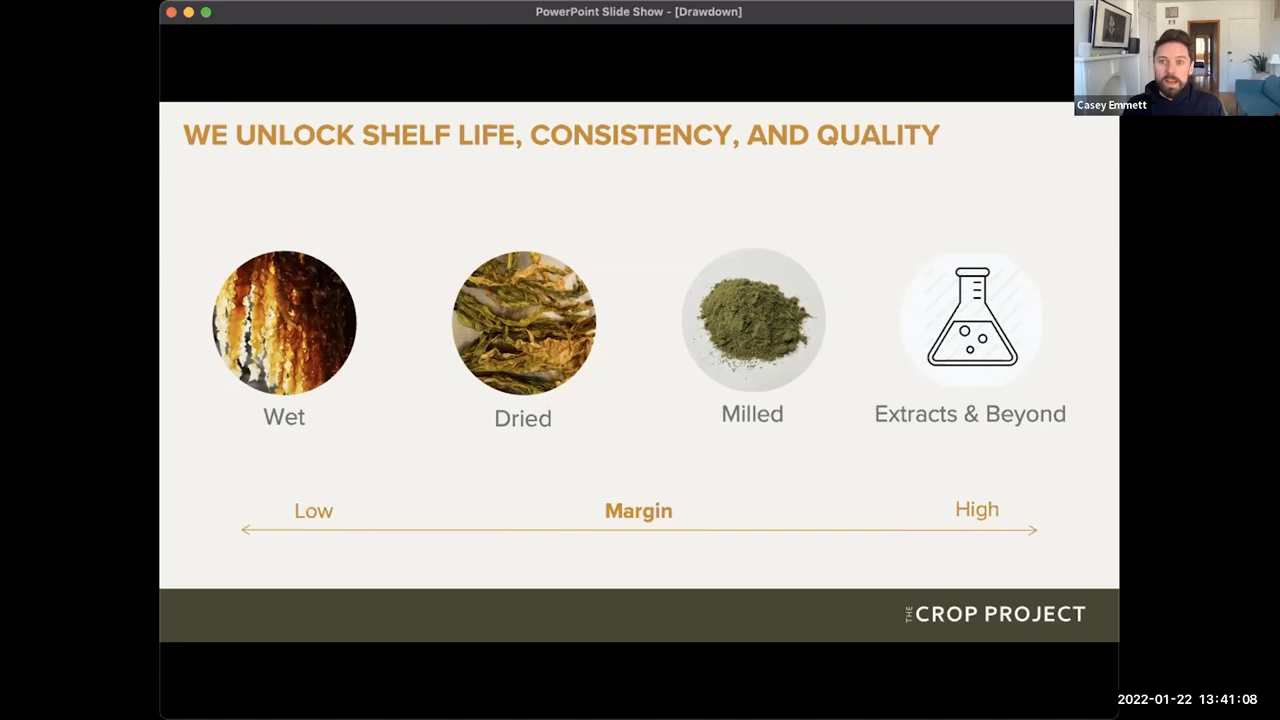 PowerPoint Slide Show - [Drawdown]
Casey Emmett
WE UNLOCK SHELF LIFE, CONSISTENCY, AND QUALITY
Wet
Dried
Milled
Extracts & Beyond
Low
Margin
High
THE CROP PROJECT
2022-01-22 13:41:08